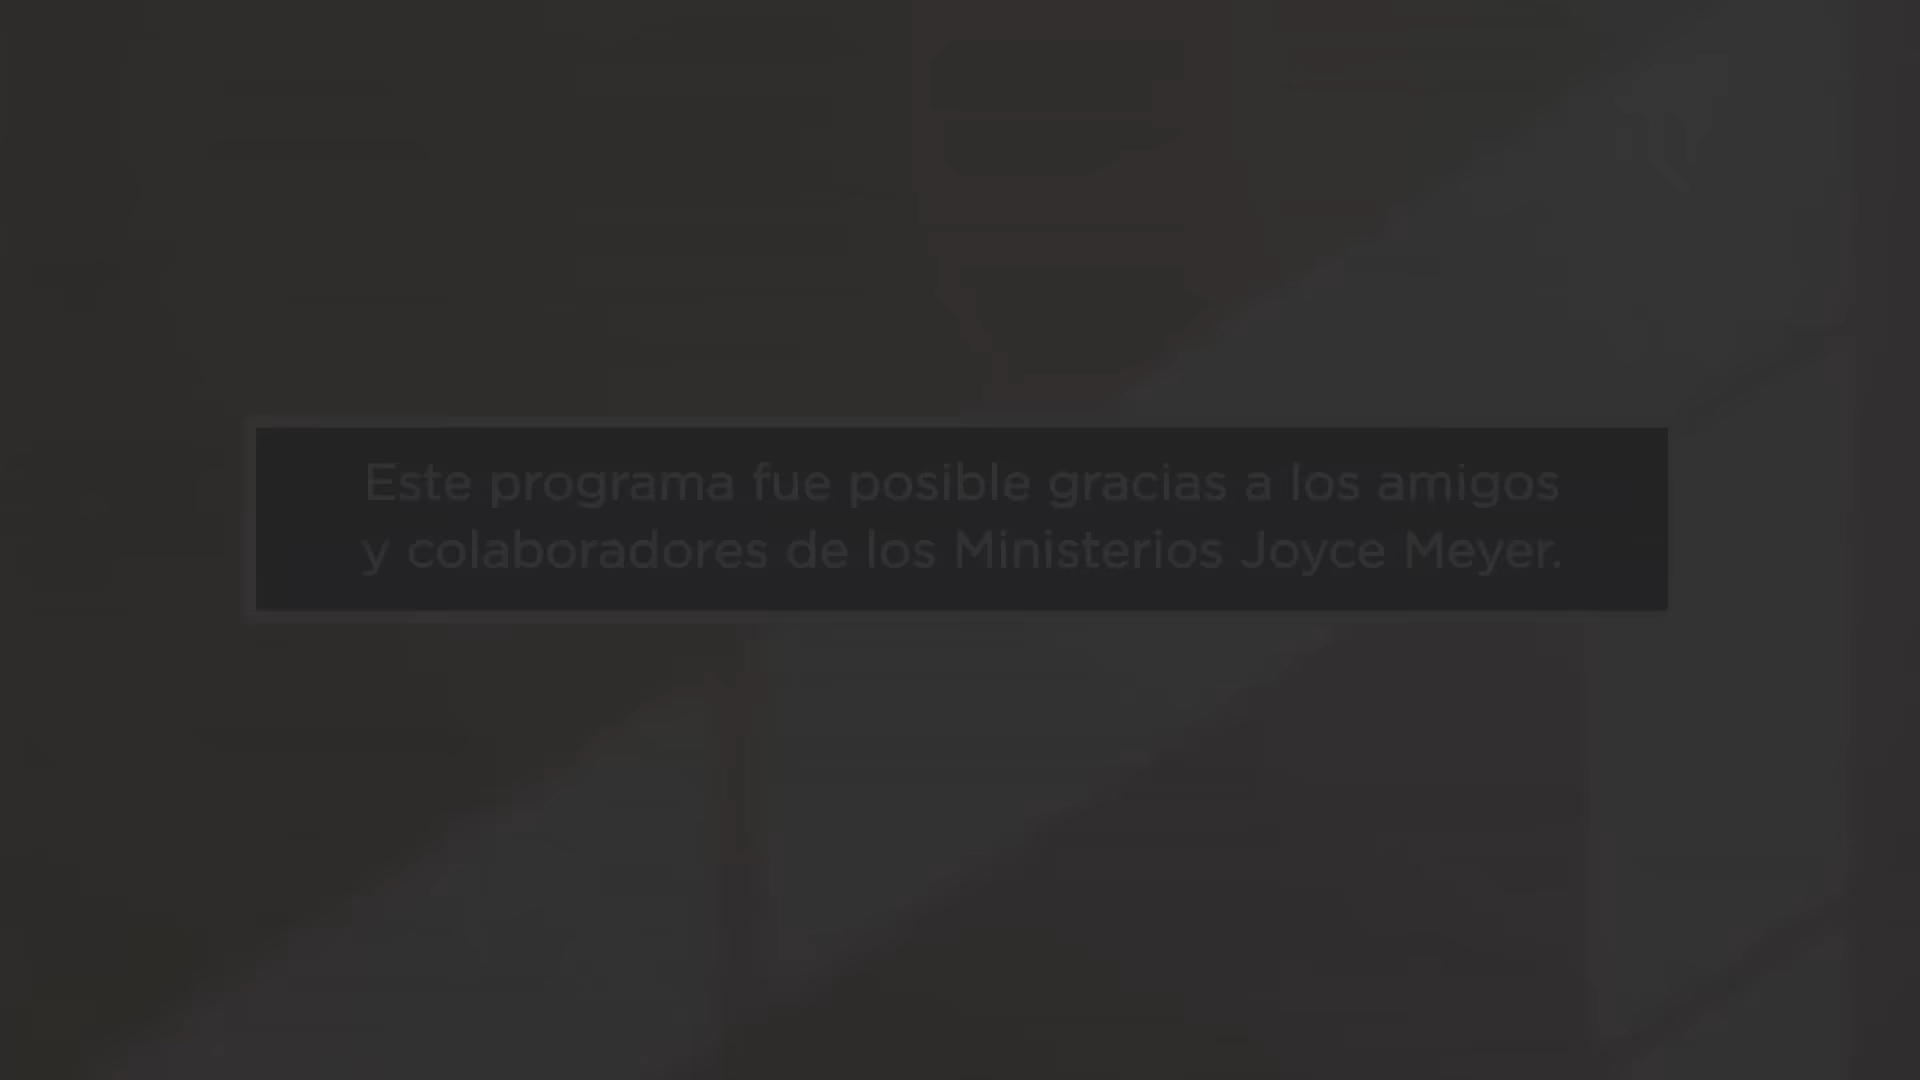 Este programa fue posible gracias a los amigos
y colaboradores de los Ministerios Joyce Meyer.